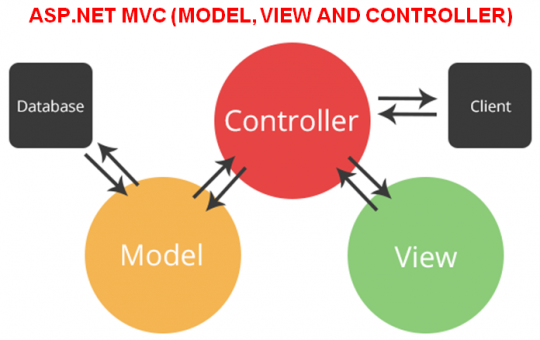 ASP.NET MVC (MODEL, VIEW AND CONTROLLER)
Database
Controller
Client
Model
View